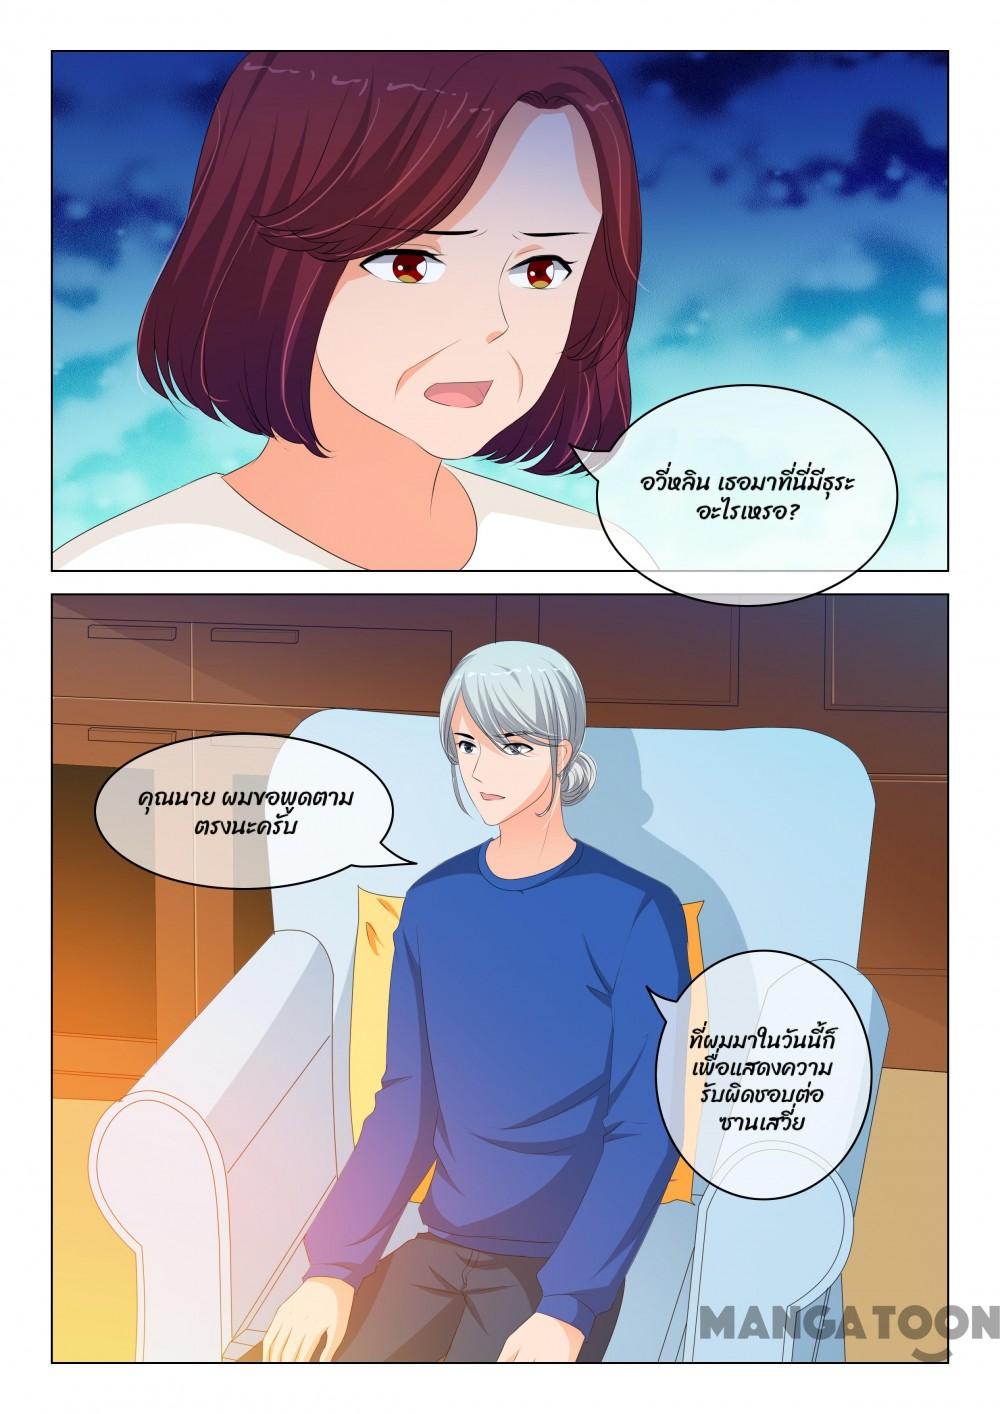 อวี่หลิน เธอมาที่นี่มีธุระ
อะไรเหรอ?
คุณนาย ผมขอพูดตาม
ตรงนะครับ
ที่ผมมาในวันนี้ก็
เพื่อแสดงความ
รับผิดชอบต่อ
ซานเสวี่ย
MANGATOON